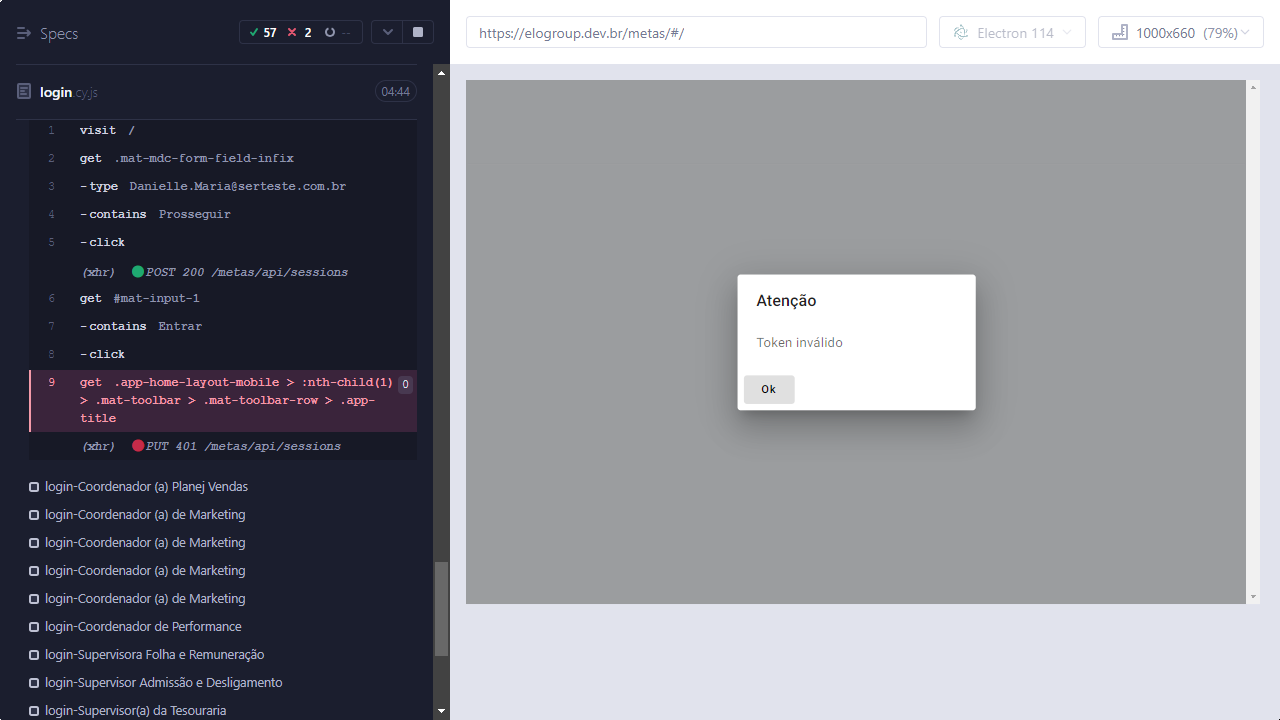 Specs
57 2 --
login.cy.js 04:44
1 visit /
2 get .mat-mdc-form-field-infix
3 -type Danielle.Maria@serteste.com.br
4 -contains Prosseguir
5 -click
(xhr) POST 200 /metas/api/sessions
6 get #mat-input-1
7 -contains Entrar
8 -click
9 get .app-home-layout-mobile > :nth-child(1) 0
> .mat-toolbar > .mat-toolbar-row > .app-
title
(xhr) PUT 401 /metas/api/sessions
login-Coordenador (a) Planej Vendas
login-Coordenador (a) de Marketing
login-Coordenador (a) de Marketing
login-Coordenador (a) de Marketing
login-Coordenador (a) de Marketing
login-Coordenador de Performance
login-Supervisora Folha e Remuneração
login-Supervisor Admissão e Desligamento
login-Supervisor(a) da Tesouraria
https://elogroup.dev.br/metas/#/
Electron 114
1000x660 (79%)
Atenção
Token inválido
Ok